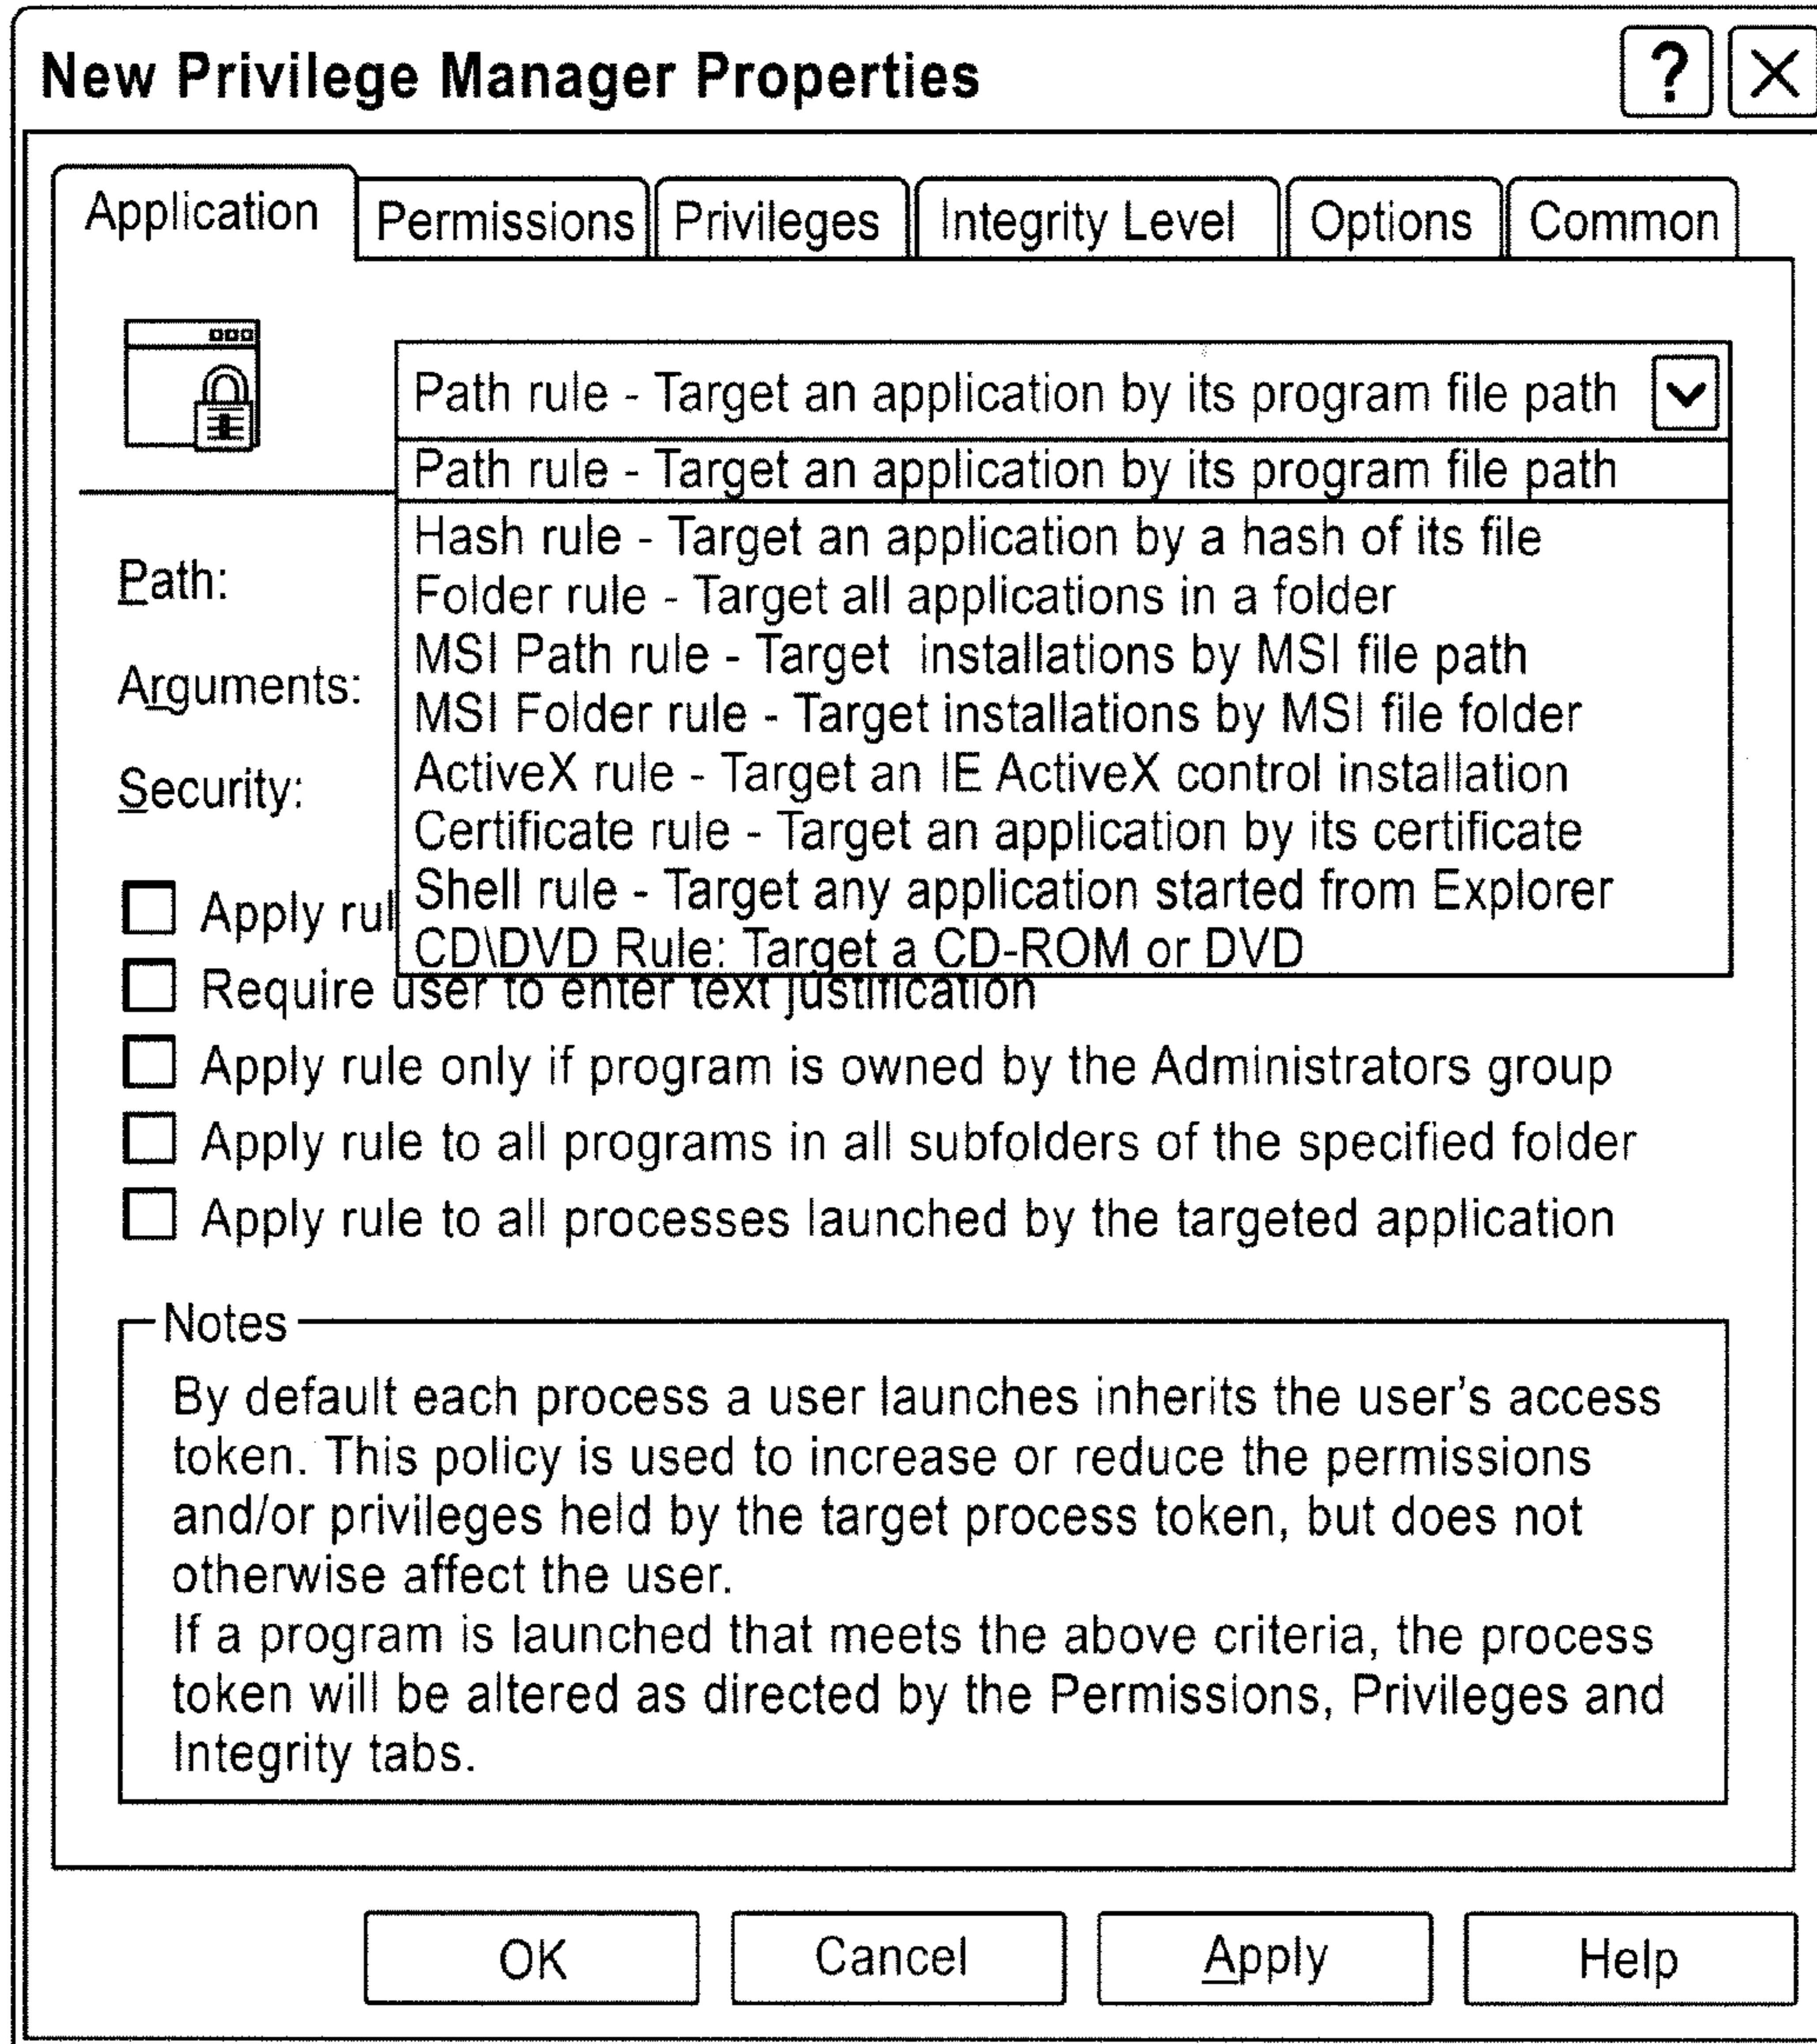 New Privilege Manager Properties
?
Application Permissions Privileges Integrity Level Options Common
Path rule - Target an application by its program file path
Path rule - Target an application by its program file path
Hash rule - Target an application by a hash of its file
Folder rule - Target all applications in a folder
MSI Path rule - Target installations by MSI file path
MSI Folder rule - Target installations by MSI file folder
ActiveX rule - Target an IE ActiveX control installation
Certificate rule - Target an application by its certificate
Shell rule - Target any application started from Explorer
CD\DVD Rule: Target a CD-ROM or DVD
Path:
Arguments:
Security:
Apply rul
Require user to enter text justification
Apply rule only if program is owned by the Administrators group
Apply rule to all programs in all subfolders of the specified folder
Apply rule to all processes launched by the targeted application
Notes
By default each process a user launches inherits the user's access
token. This policy is used to increase or reduce the permissions
and/or privileges held by the target process token, but does not
otherwise affect the user.
If a program is launched that meets the above criteria, the process
token will be altered as directed by the Permissions, Privileges and
Integrity tabs.
OK Cancel Apply Help